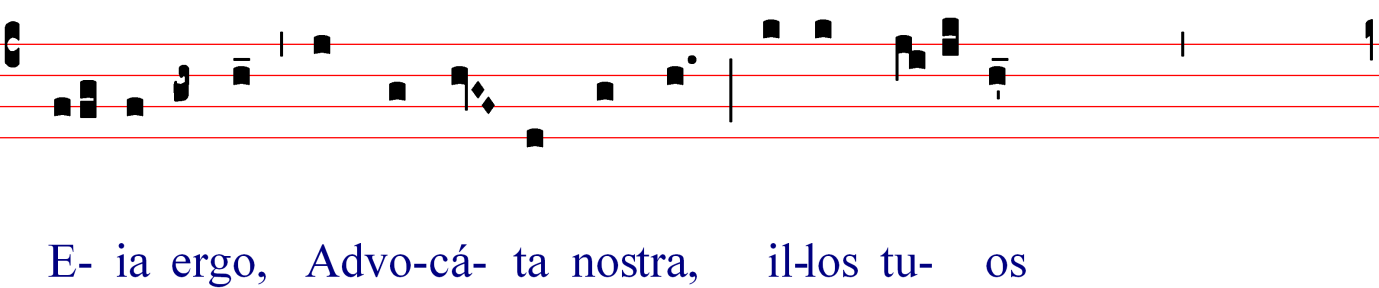 E- ia ergo, Advo-cá- ta nostra, il-los tu- os